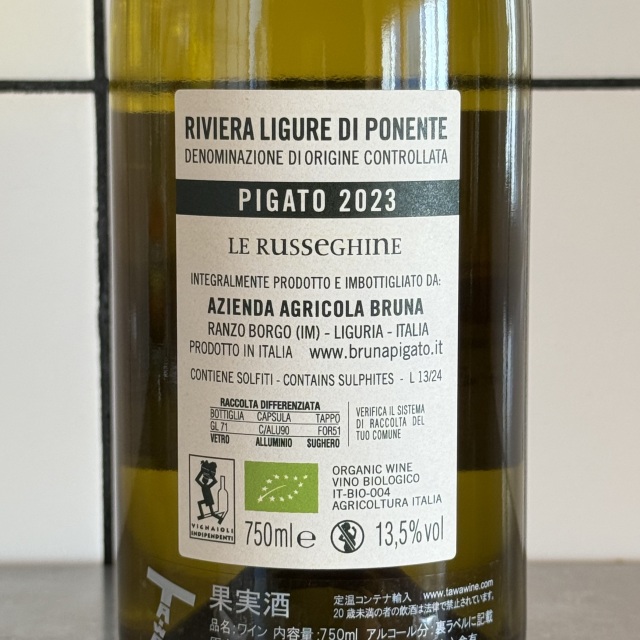 RIVIERA LIGURE DI PONENTE
DENOMINAZIONE DI ORIGINE CONTROLLATA
PIGATO 2023
LE RUSSEGHINE
INTEGRALMENTE PRODOTTO E IMBOTTIGLIATO DA:
AZIENDA AGRICOLA BRUNA
RANZO BORGO (IM) - LIGURIA - ITALIA
PRODOTTO IN ITALIA www.brunapigato.it
CONTIENE SOLFITI - CONTAINS SULPHITES - L 13/24
RACCOLTA DIFFERENZIATA
BOTTIGLIA CAPSULA TAPPO
GL 71 C/ALU90 FOR51
VETRO ALLUMINIO SUGHERO
VERIFICA IL SISTEMA
DI RACCOLTA DEL
TUO COMUNE
VIGNAIOLI
INDIPENDENTI
ORGANIC WINE
VINO BIOLOGICO
IT-BIO-004
AGRICOLTURA ITALIA
750ml e 13,5%vol
果実酒
定温コンテナ輸入 www.tawawine.com
20歳未満の者の飲酒は法律で禁止されています。
品名:ワイン 内容量:750ml アルコール分:裏ラベルに記載